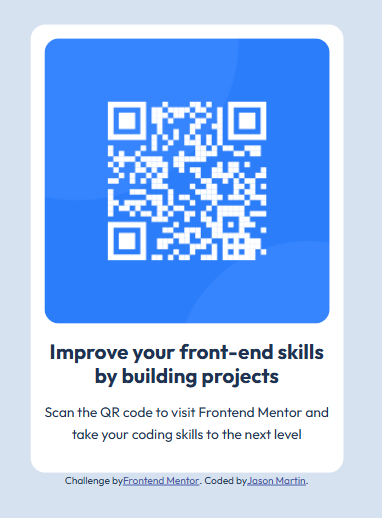 Improve your front-end skills
by building projects
Scan the QR code to visit Frontend Mentor and
take your coding skills to the next level
Challenge byFrontend Mentor. Coded byJason Martin.